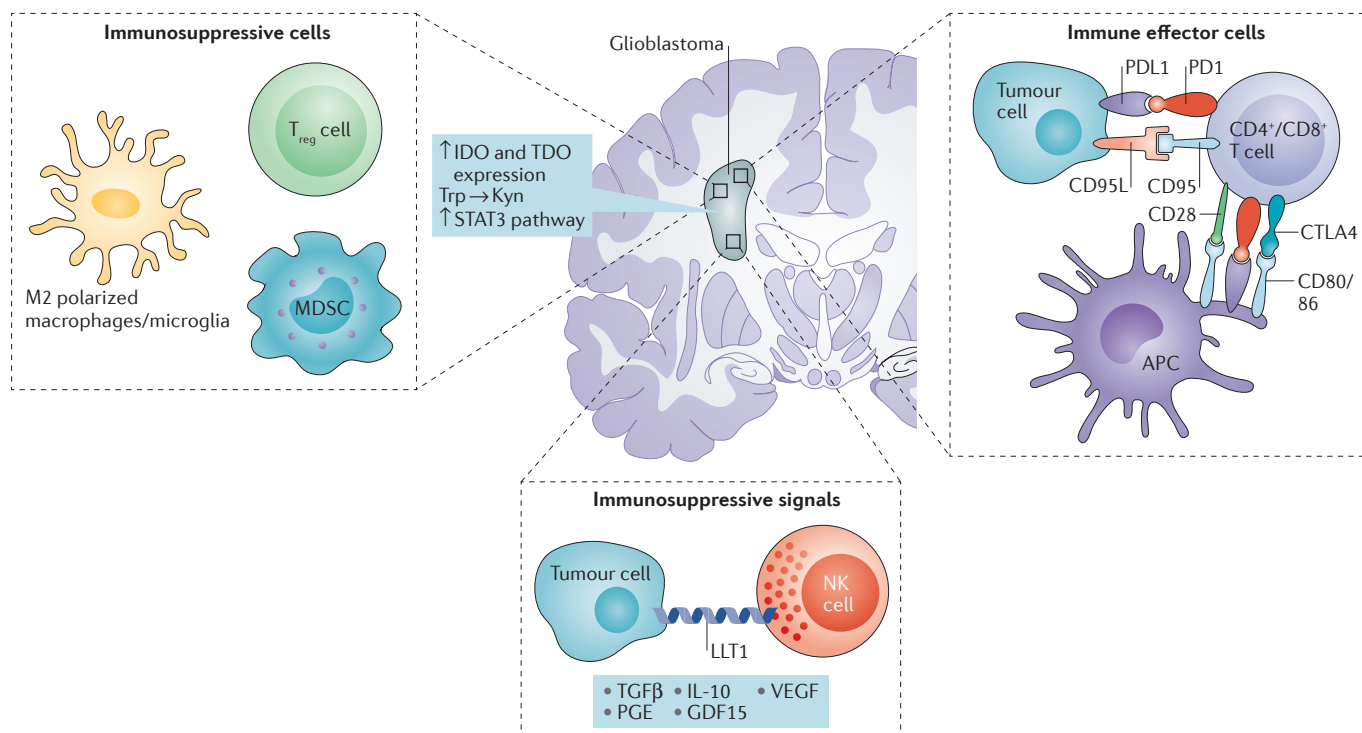 Immunosuppressive cells
T_reg cell
MDSC
M2 polarized
macrophages/microglia
Glioblastoma
↑IDO and TDO
expression
Trp→Kyn
↑STAT3 pathway
Immune effector cells
PDL1
PD1
Tumour
cell
CD4⁺/CD8⁺
T cell
CD95L
CD95
CD28
CTLA4
CD80/
86
APC
Immunosuppressive signals
Tumour cell
NK
cell
LLT1
• TGFβ • IL-10 • VEGF
• PGE • GDF15